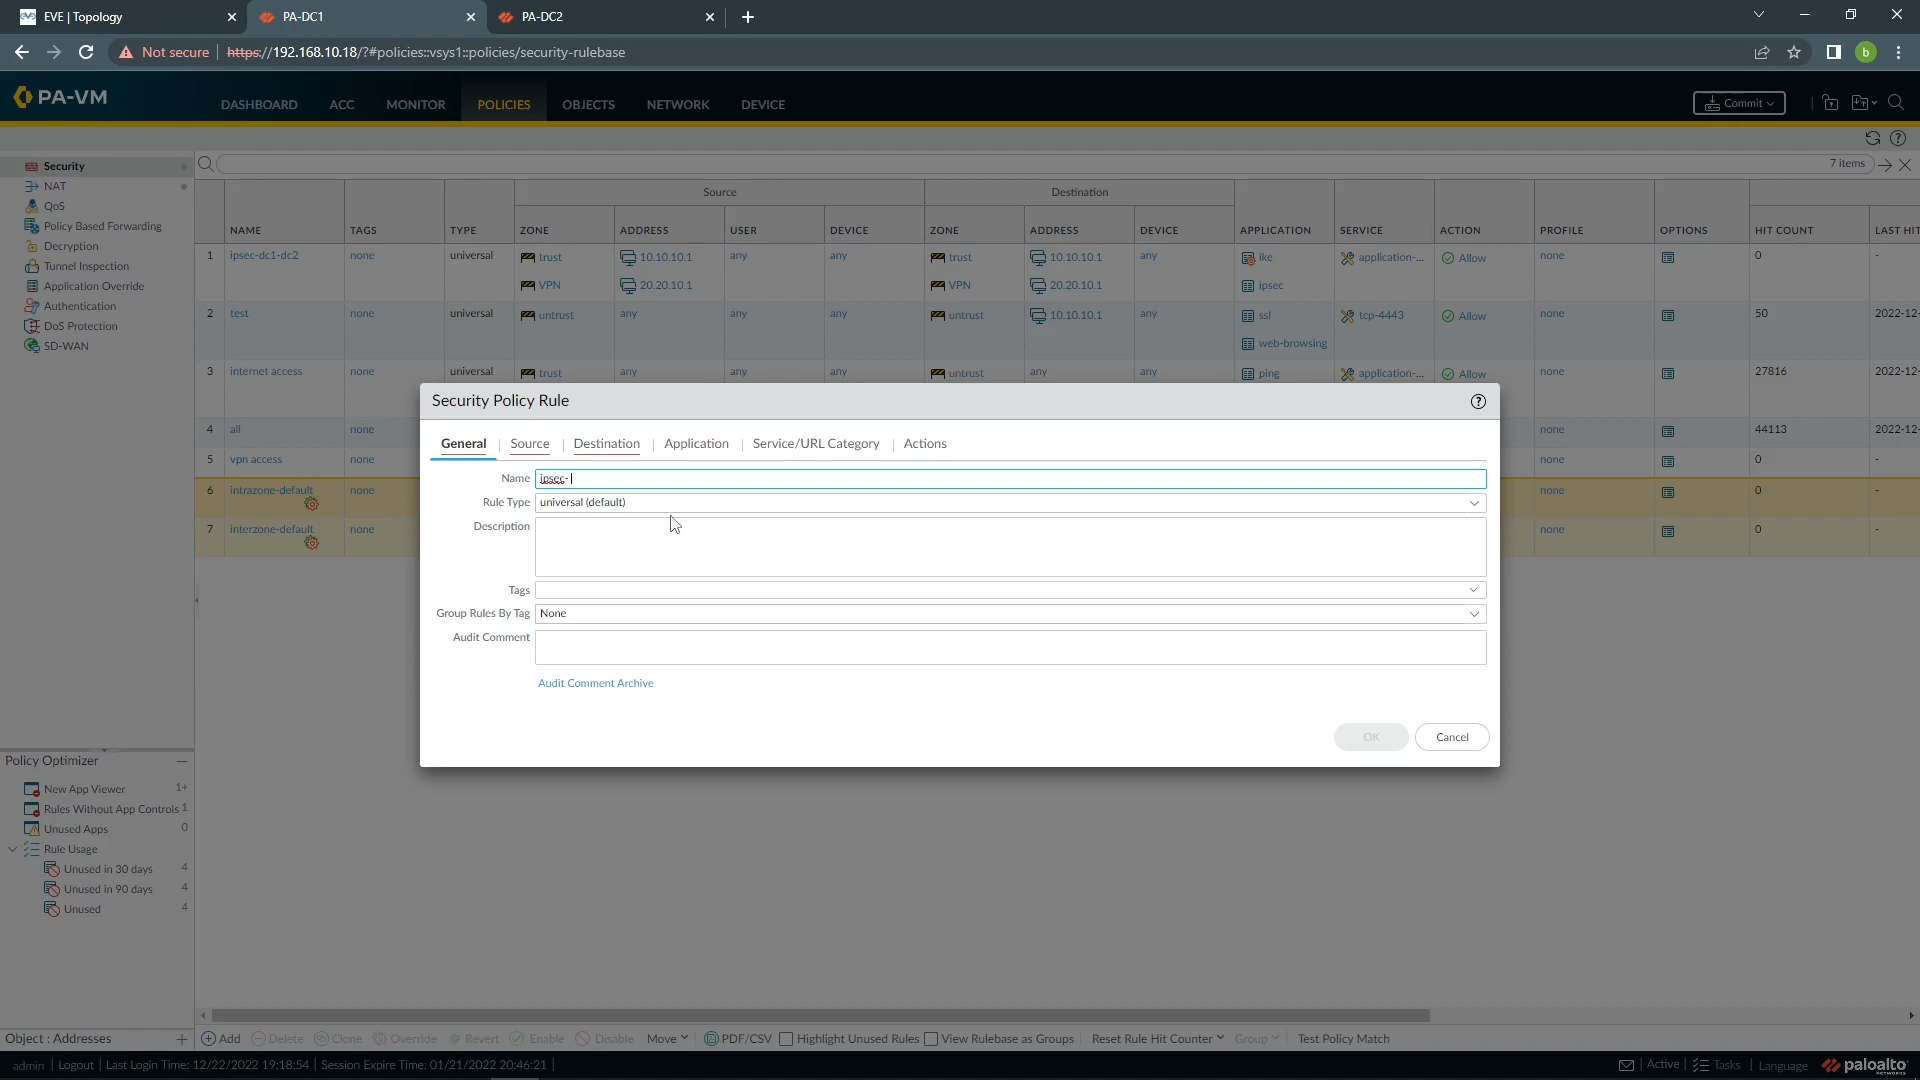 EVE | Topology
PA-DC1
PA-DC2
Not secure
https://192.168.10.18/?#policies::vsys1::policies/security-rulebase
b
PA-VM
DASHBOARD
ACC
MONITOR
POLICIES
OBJECTS
NETWORK
DEVICE
Commit
Security
NAT
QoS
Policy Based Forwarding
Decryption
Tunnel Inspection
Application Override
Authentication
DoS Protection
SD-WAN
7 items
Source
Destination
NAME TAGS TYPE ZONE ADDRESS USER DEVICE ZONE ADDRESS DEVICE APPLICATION SERVICE ACTION PROFILE OPTIONS HIT COUNT LAST HIT
1 ipsec-dc1-dc2 none universal trust 10.10.10.1 any any trust 10.10.10.1 any ike application-... Allow none 0 -
VPN 20.20.10.1 VPN 20.20.10.1 ipsec
2 test none universal untrust any any any untrust 10.10.10.1 any ssl tcp-4443 Allow none 50 2022-12-
web-browsing
3 internet access none universal trust any any any untrust any any ping application-... Allow none 27816 2022-12-
4 all none none 44113 2022-12-
5 vpn access none none 0 -
6 intrazone-default none none 0 -
7 interzone-default none none 0 -
Security Policy Rule
General
Source
Destination
Application
Service/URL Category
Actions
Name ipsec-
Rule Type universal (default)
Description
Tags
Group Rules By Tag None
Audit Comment
Audit Comment Archive
OK
Cancel
Policy Optimizer
New App Viewer 1+
Rules Without App Controls 1
Unused Apps 0
Rule Usage
Unused in 30 days 4
Unused in 90 days 4
Unused 4
Object : Addresses
Add
Delete
Clone
Override
Revert
Enable
Disable
Move
PDF/CSV
Highlight Unused Rules
View Rulebase as Groups
Reset Rule Hit Counter
Group
Test Policy Match
admin | Logout | Last Login Time: 12/22/2022 19:18:54 | Session Expire Time: 01/21/2022 20:46:21 |
Active
Tasks
Language
paloalto
NETWORKS